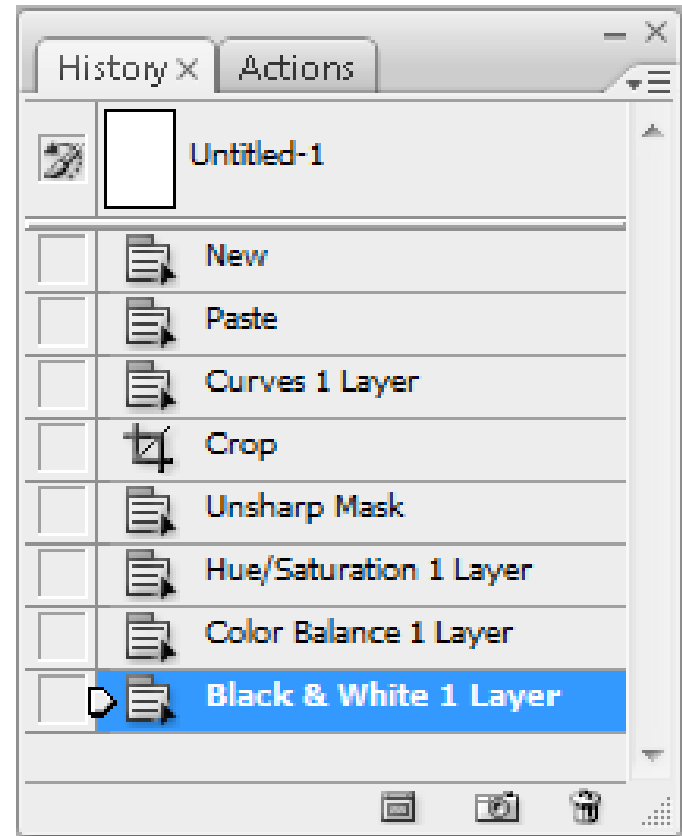 History × Actions
Untitled-1
New
Paste
Curves 1 Layer
Crop
Unsharp Mask
Hue/Saturation 1 Layer
Color Balance 1 Layer
Black & White 1 Layer